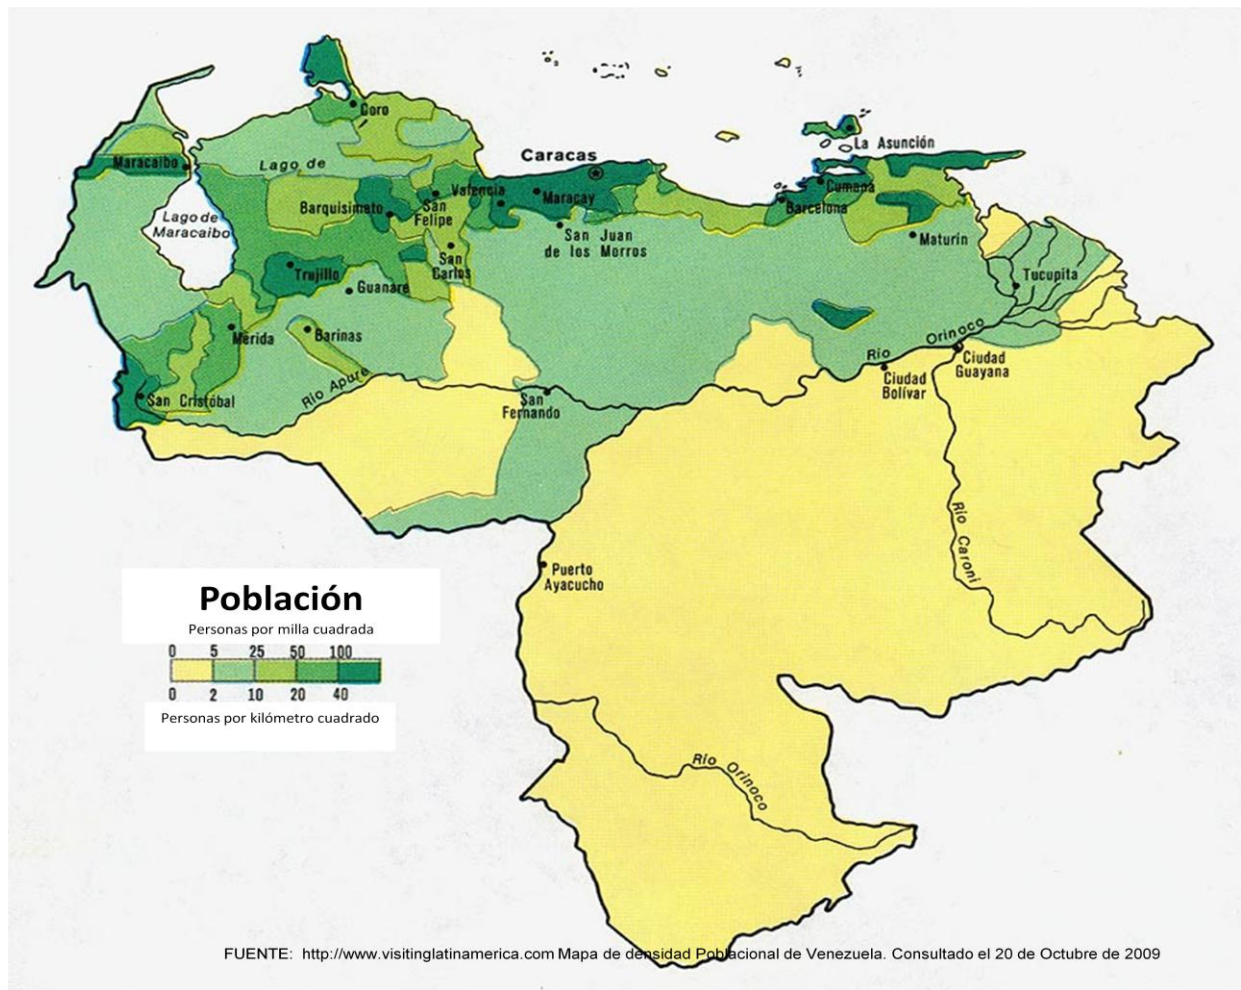 Coro
La Asunción
Caracas
Maracaibo
Lago de
Lago de
Maracaibo
Barquisimeto
San
Felipe
Valencia
Maracay
Cumaná
de
Barcelona
San Juan
de los Morros
Maturín
San
Carlos
Trujillo
Guanare
Tucupita
Mérida
Barinas
Río Apure
San Cristóbal
San
Fernando
Río Orinoco
Ciudad
Guayana
Ciudad
Bolívar
Río Caroní
Puerto
Ayacucho
Río Orinoco
Población
Personas por milla cuadrada
0 5 25 50 100
0 2 10 20 40
Personas por kilómetro cuadrado
FUENTE: http://www.visitinglatinamerica.com Mapa de densidad Poblacional de Venezuela. Consultado el 20 de Octubre de 2009